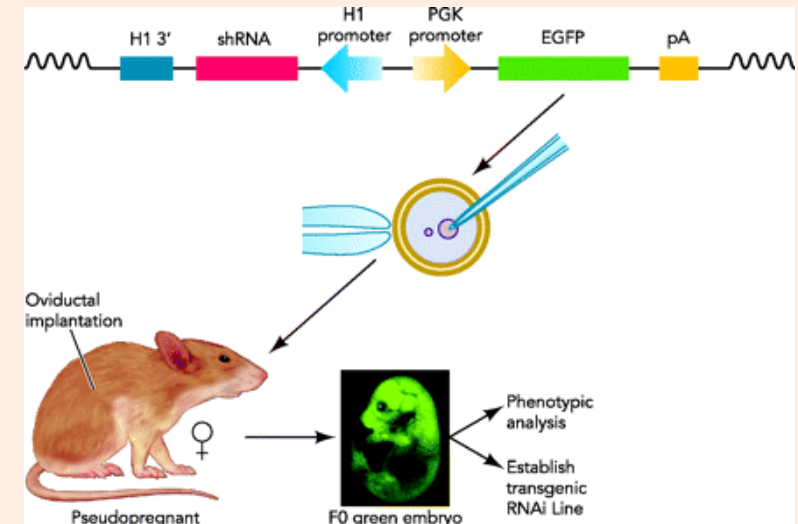 H1 3′
shRNA
H1
promoter
PGK
promoter
EGFP
pA
Oviductal
implantation
♀
Pseudopregnant
F0 green embryo
Phenotypic
analysis
Establish
transgenic
RNAi Line